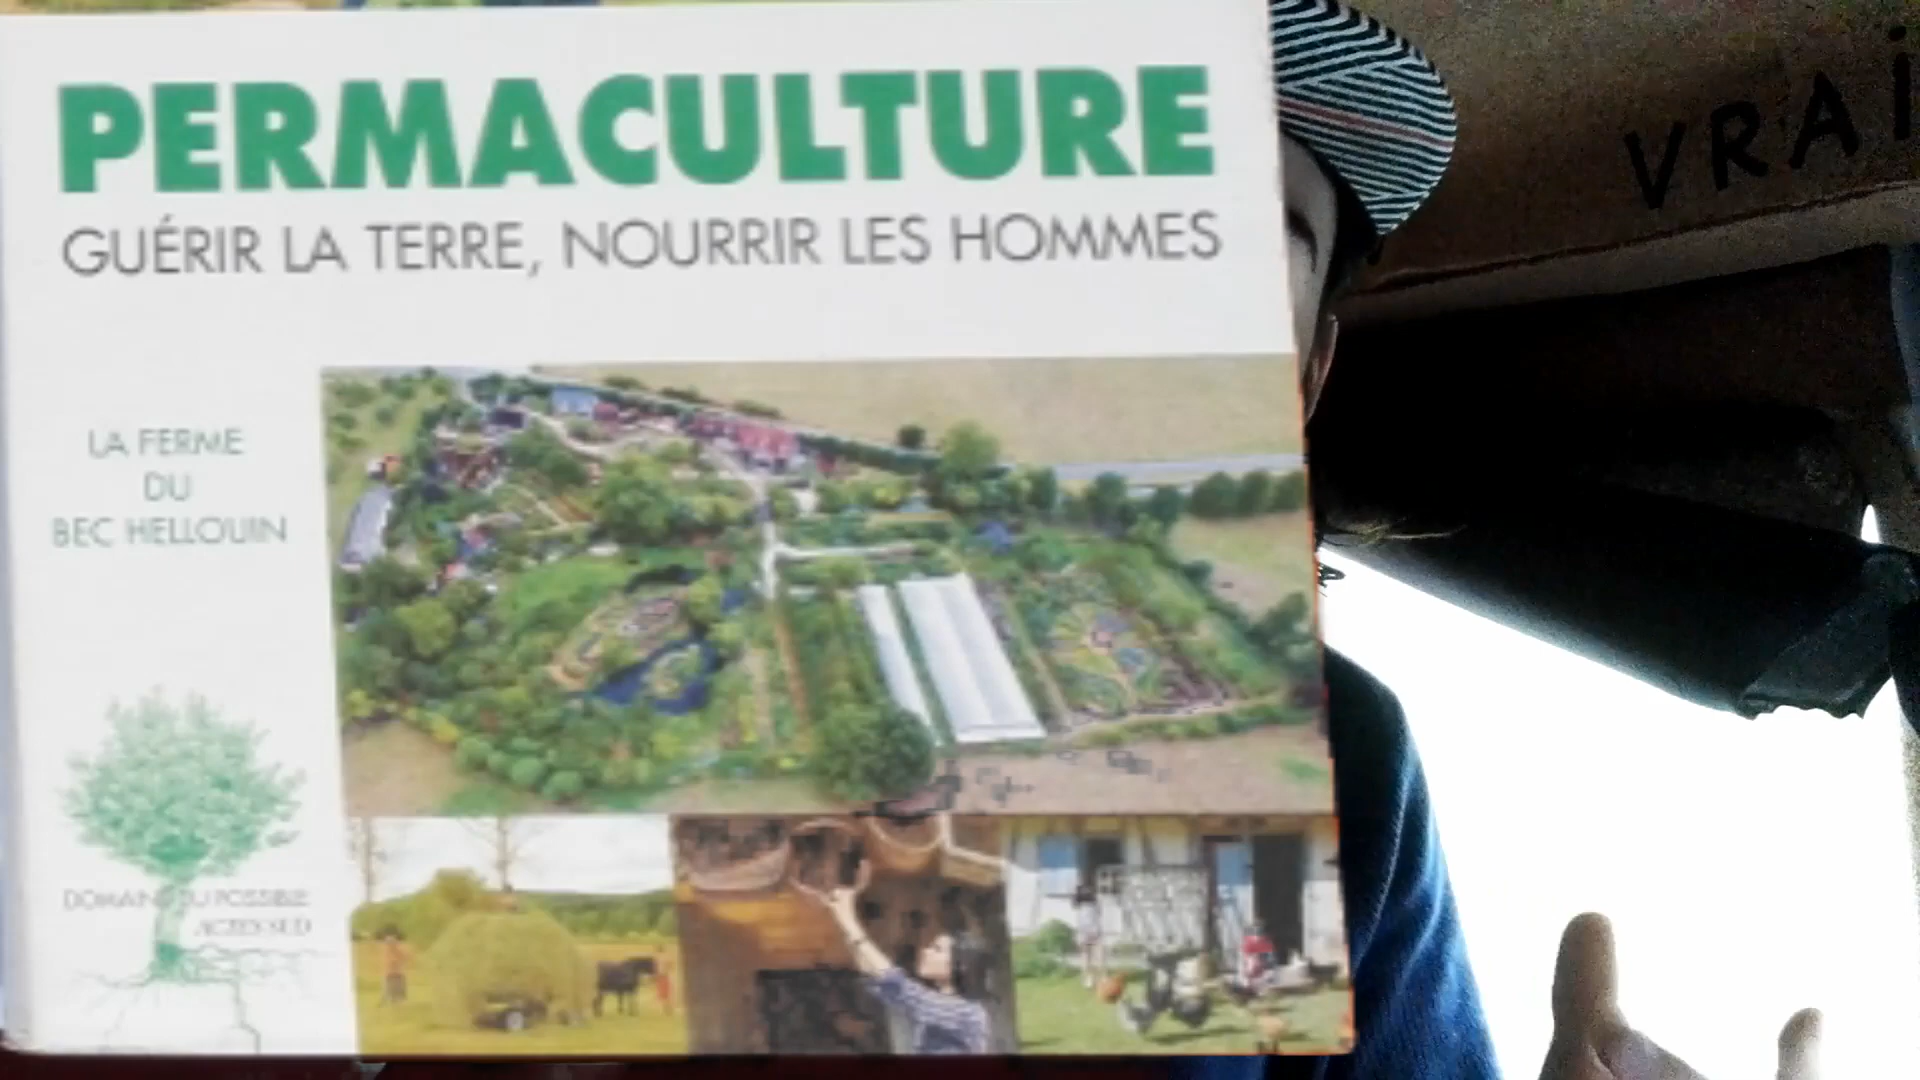 PERMACULTURE
GUÉRIR LA TERRE, NOURRIR LES HOMMES
LA FERME
DU
BEC HELLOUIN
DOMAINE DU POSSIBLE
ACTES SUD
VRAI